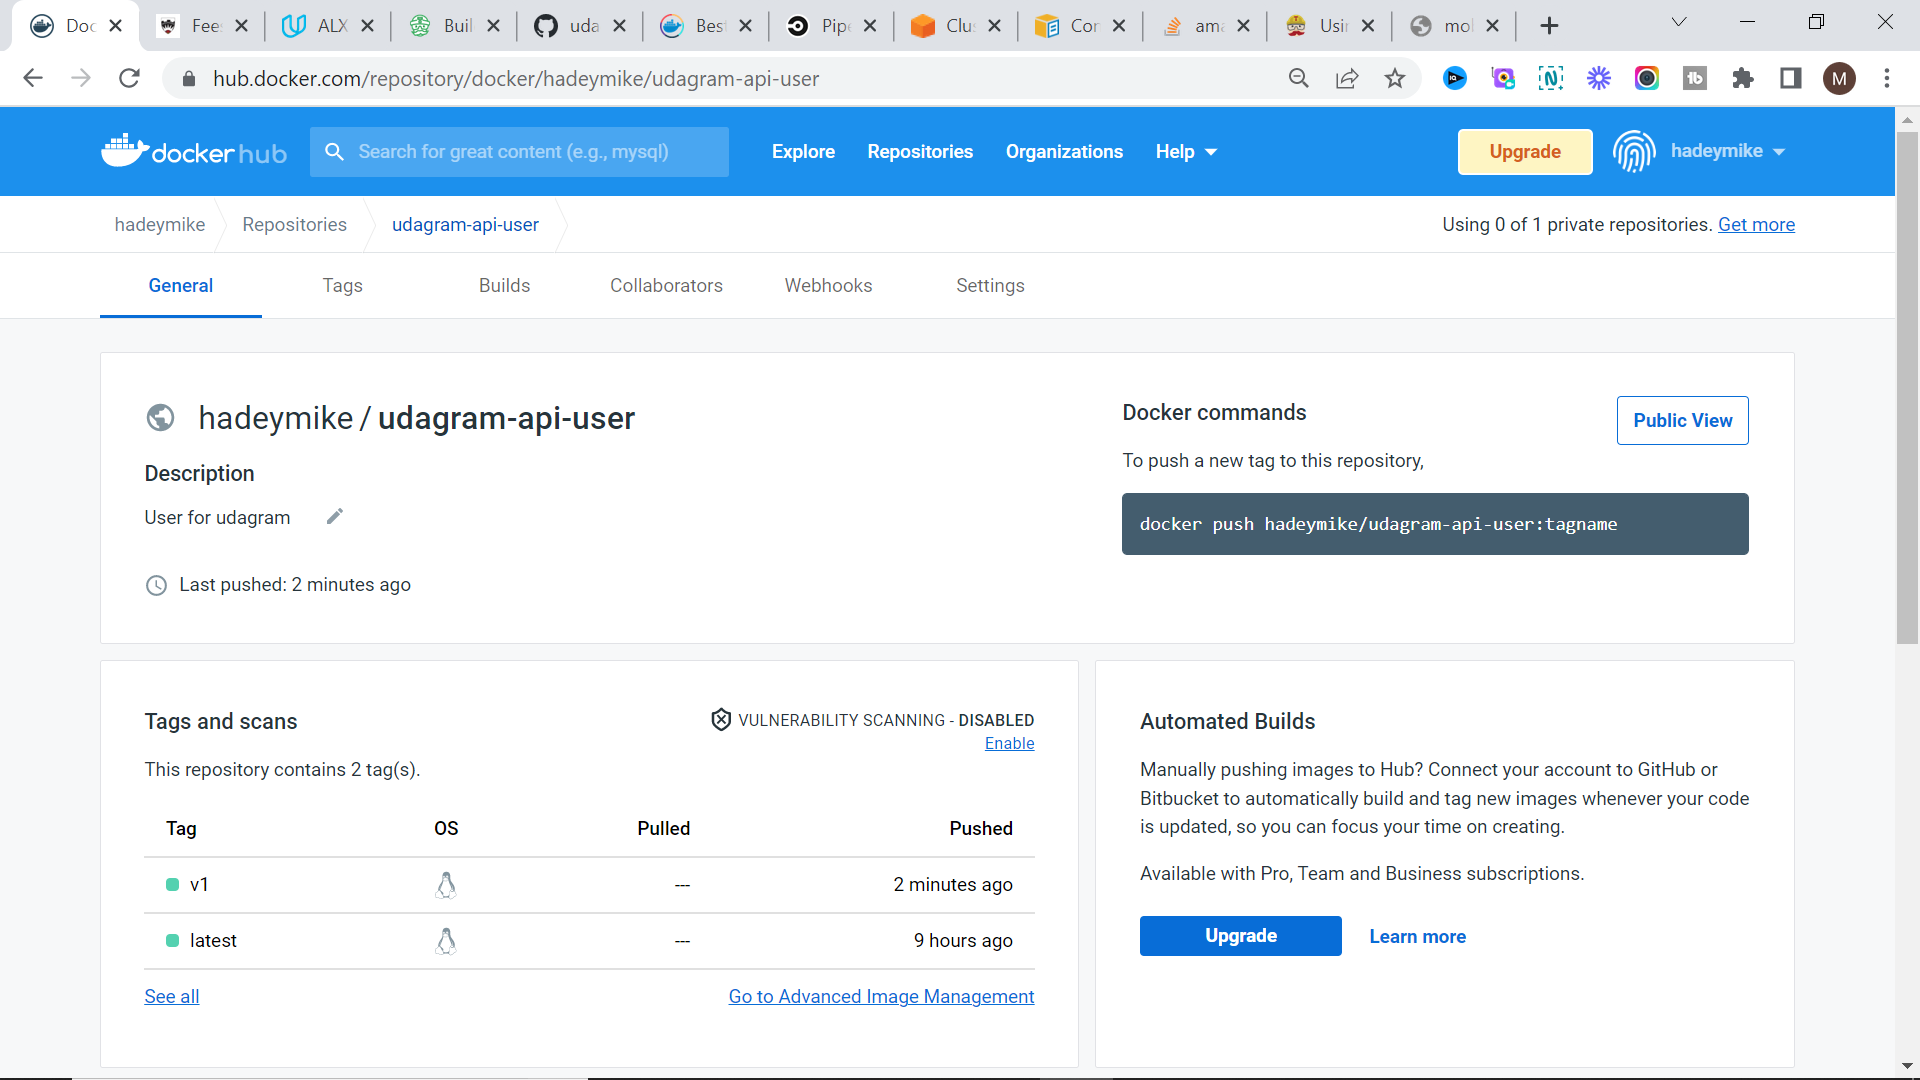 Doc
Fee
ALX
Buil
uda
Best
Pipe
Clus
Con
ama
Usin
mol
hub.docker.com/repository/docker/hadeymike/udagram-api-user
M
docker hub
Search for great content (e.g., mysql)
Explore
Repositories
Organizations
Help
Upgrade
hadeymike
hadeymike
Repositories
udagram-api-user
Using 0 of 1 private repositories. Get more
General
Tags
Builds
Collaborators
Webhooks
Settings
hadeymike / udagram-api-user
Description
User for udagram
Last pushed: 2 minutes ago
Docker commands
Public View
To push a new tag to this repository,
docker push hadeymike/udagram-api-user:tagname
Tags and scans
VULNERABILITY SCANNING - DISABLED
Enable
This repository contains 2 tag(s).
Tag OS Pulled Pushed
v1 --- 2 minutes ago
latest --- 9 hours ago
See all
Go to Advanced Image Management
Automated Builds
Manually pushing images to Hub? Connect your account to GitHub or
Bitbucket to automatically build and tag new images whenever your code
is updated, so you can focus your time on creating.
Available with Pro, Team and Business subscriptions.
Upgrade
Learn more